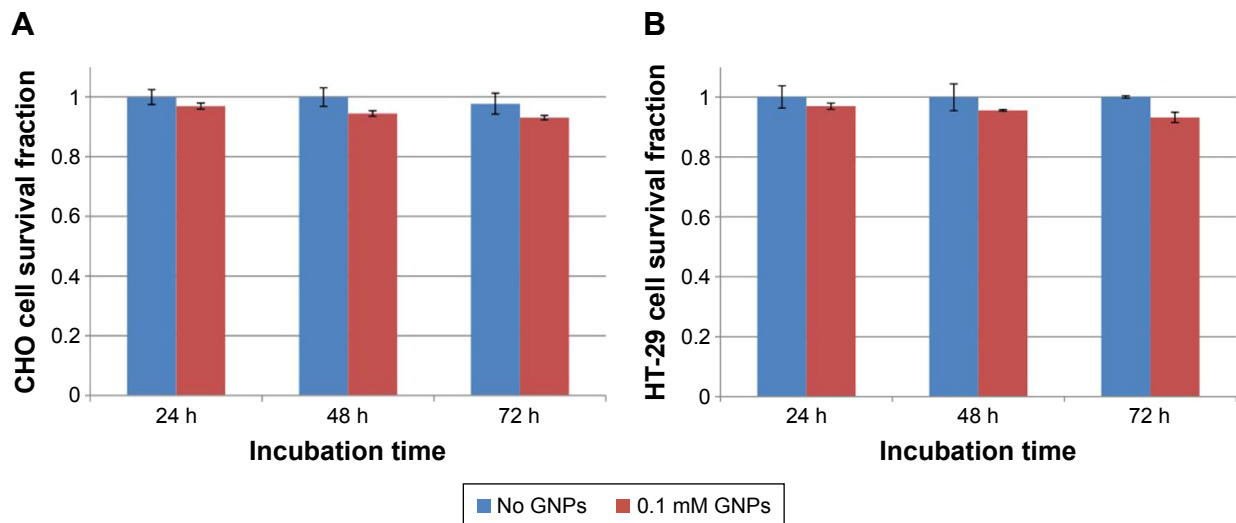 A
CHO cell survival fraction
1
0.8
0.6
0.4
0.2
0
24 h 48 h 72 h
Incubation time
B
HT-29 cell survival fraction
1
0.8
0.6
0.4
0.2
0
24 h 48 h 72 h
Incubation time
No GNPs 0.1 mM GNPs